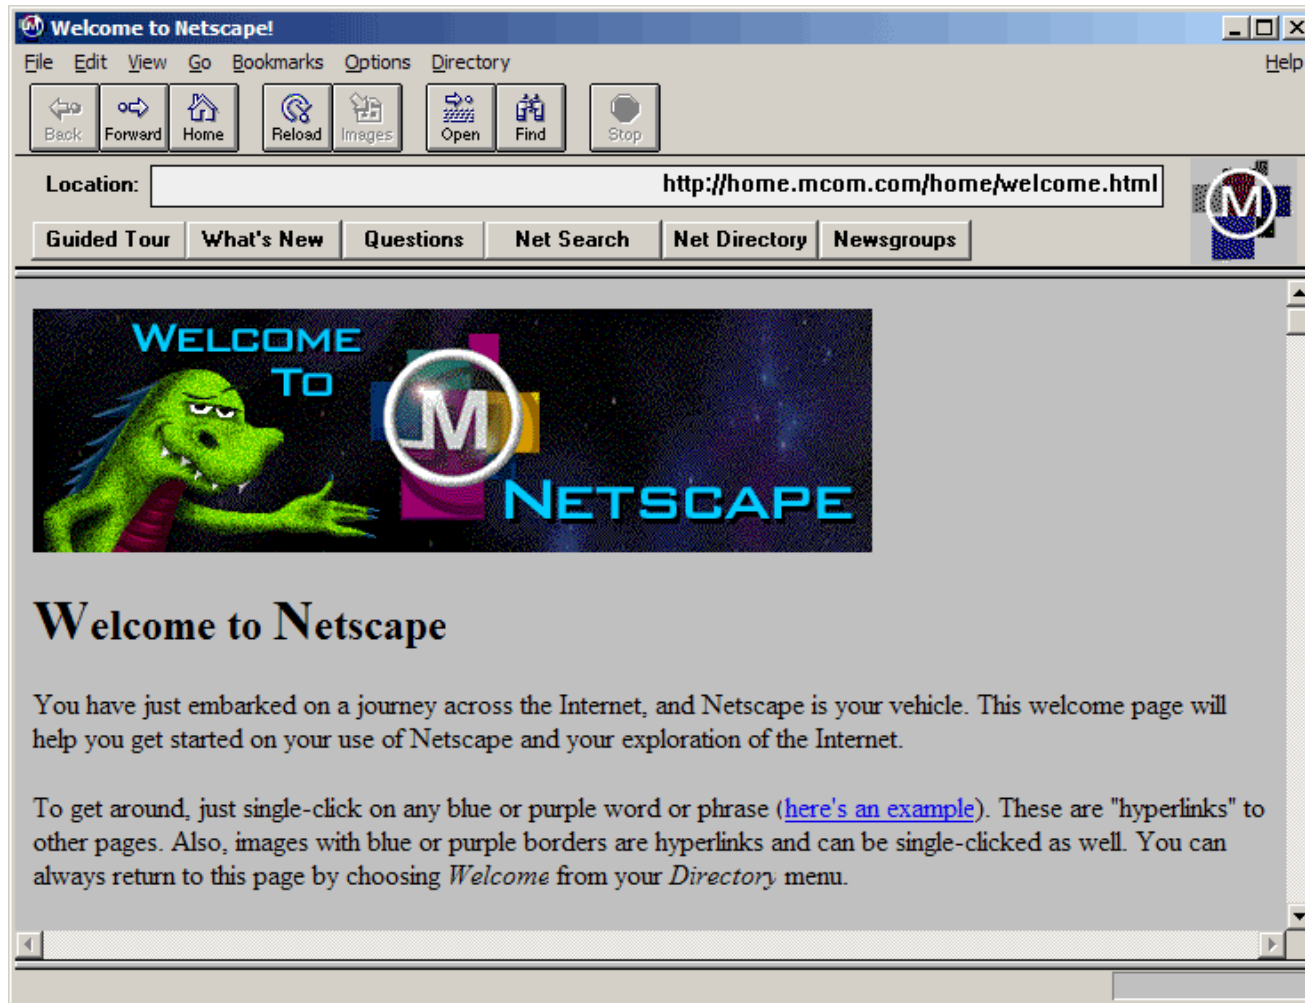 Welcome to Netscape!
File Edit View Go Bookmarks Options Directory Help
Back Forward Home Reload Images Open Find Stop
Location: http://home.mcom.com/home/welcome.html
M
Guided Tour What's New Questions Net Search Net Directory Newsgroups
WELCOME
TO
M
NETSCAPE
Welcome to Netscape
You have just embarked on a journey across the Internet, and Netscape is your vehicle. This welcome page will
help you get started on your use of Netscape and your exploration of the Internet.
To get around, just single-click on any blue or purple word or phrase (here's an example). These are "hyperlinks" to
other pages. Also, images with blue or purple borders are hyperlinks and can be single-clicked as well. You can
always return to this page by choosing Welcome from your Directory menu.